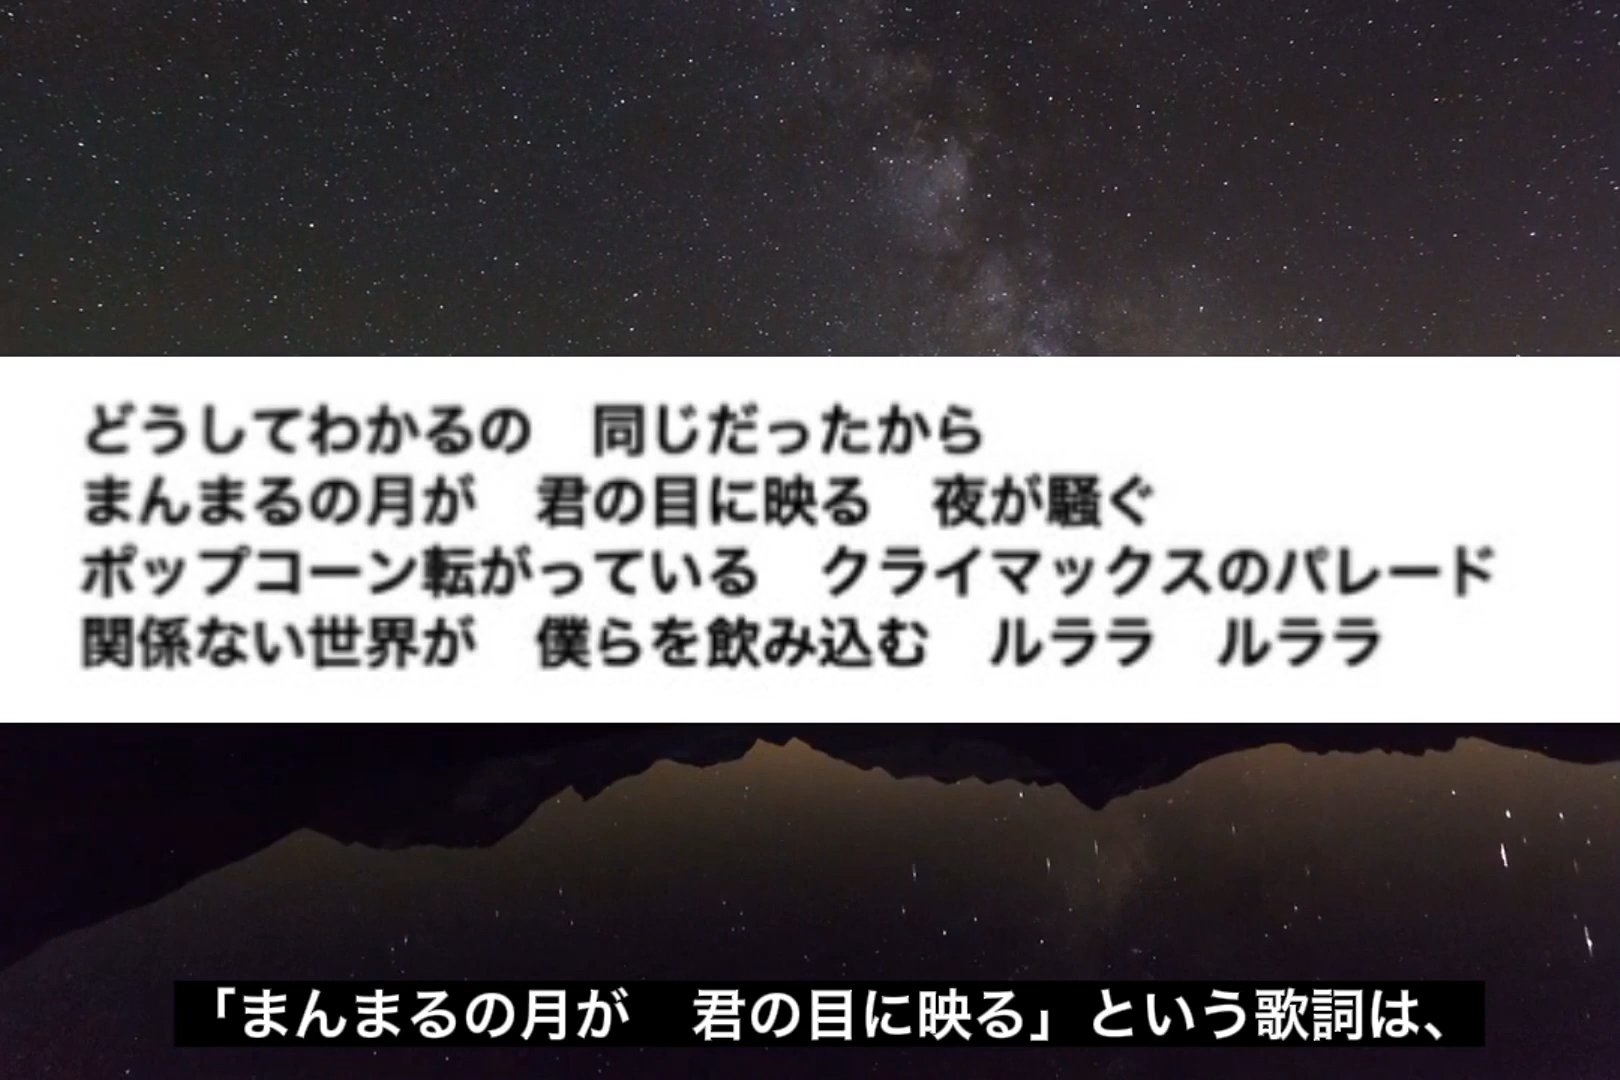 どうしてわかるの　同じだったから
まんまるの月が　君の目に映る　夜が騒ぐ
ポップコーン転がっている　クライマックスのパレード
関係ない世界が　僕らを飲み込む　ルララ　ルララ
「まんまるの月が　君の目に映る」という歌詞は、